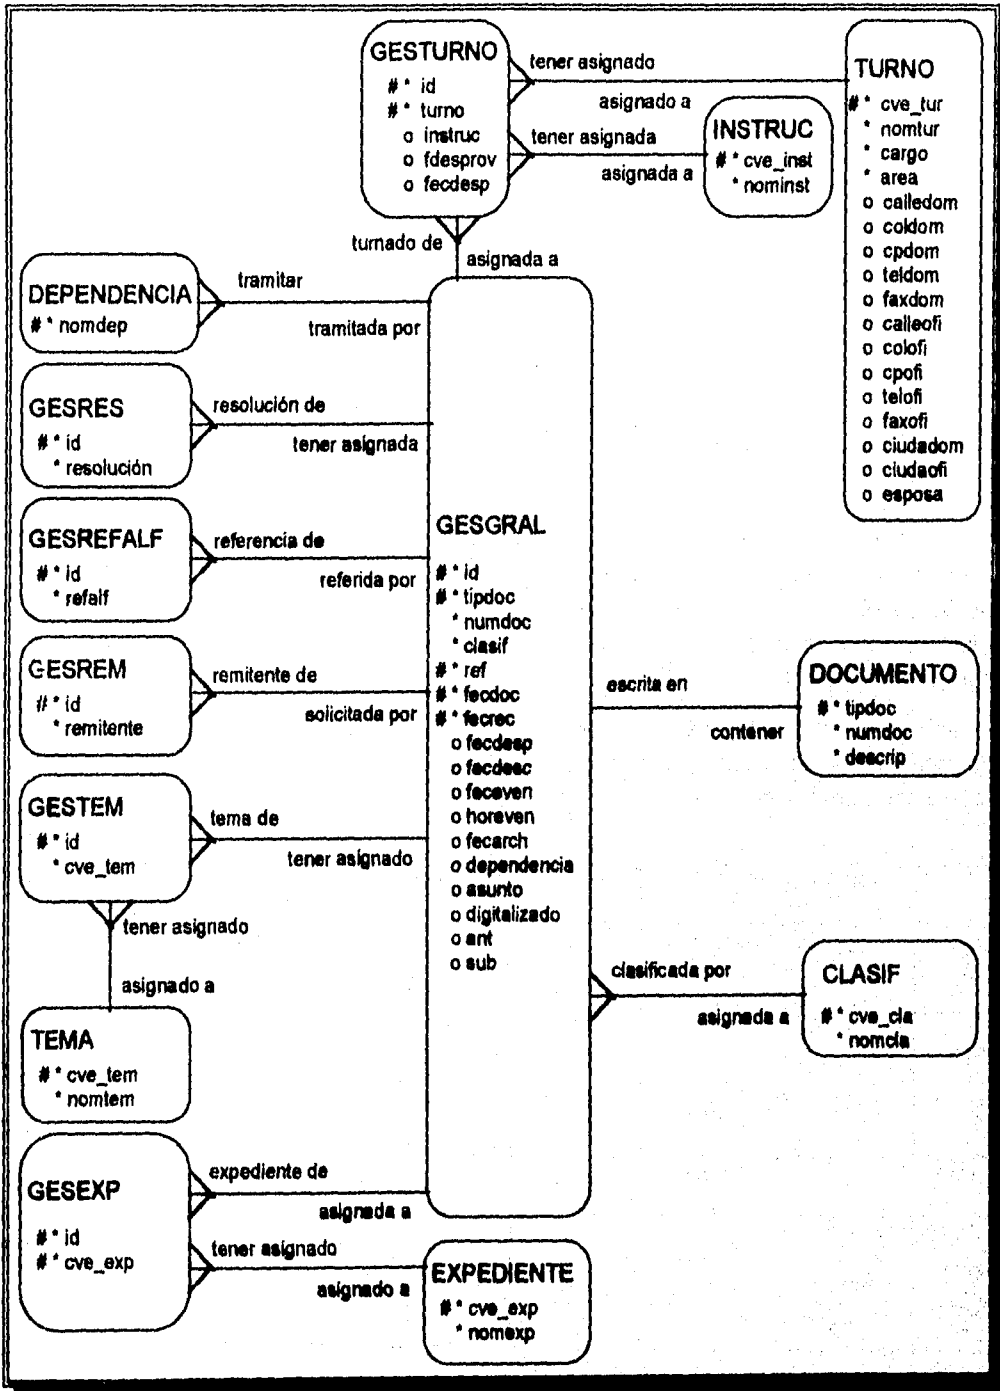 GESTURNO
# * id
# * turno
o instruc
o fdesprov
o fecdesp
tener asignado
asignado a
TURNO
# * cve_tur
* nomtur
* cargo
* area
o calledom
o coldom
o cpdom
o teldom
o faxdom
o calleofi
o colofi
o cpofi
o telofi
o faxofi
o ciudadom
o ciudaofi
o esposa
tener asignada
asignada a
INSTRUC
# * cve_inst
* nominst
turnado de
asignada a
DEPENDENCIA
# * nomdep
tramitar
tramitada por
GESRES
# * id
* resolución
resolución de
tener asignada
GESREFALF
# * id
* refalf
referencia de
referida por
GESREM
# * id
* remitente
remitente de
solicitada por
GESTEM
# * id
* cve_tem
tema de
tener asignado
tener asignado
asignado a
TEMA
# * cve_tem
* nomtem
GESEXP
# * id
# * cve_exp
expediente de
asignada a
tener asignado
asignado a
EXPEDIENTE
# * cve_exp
* nomexp
GESGRAL
# * id
# * tipdoc
* numdoc
* clasif
# * ref
# * fecdoc
# * fecrec
o fecdesp
o fecdesc
o feceven
o horeven
o fecarch
o dependencia
o asunto
o digitalizado
o ant
o sub
escrita en
contener
DOCUMENTO
# * tipdoc
* numdoc
* descrip
clasificada por
asignada a
CLASIF
# * cve_cla
* nomcla